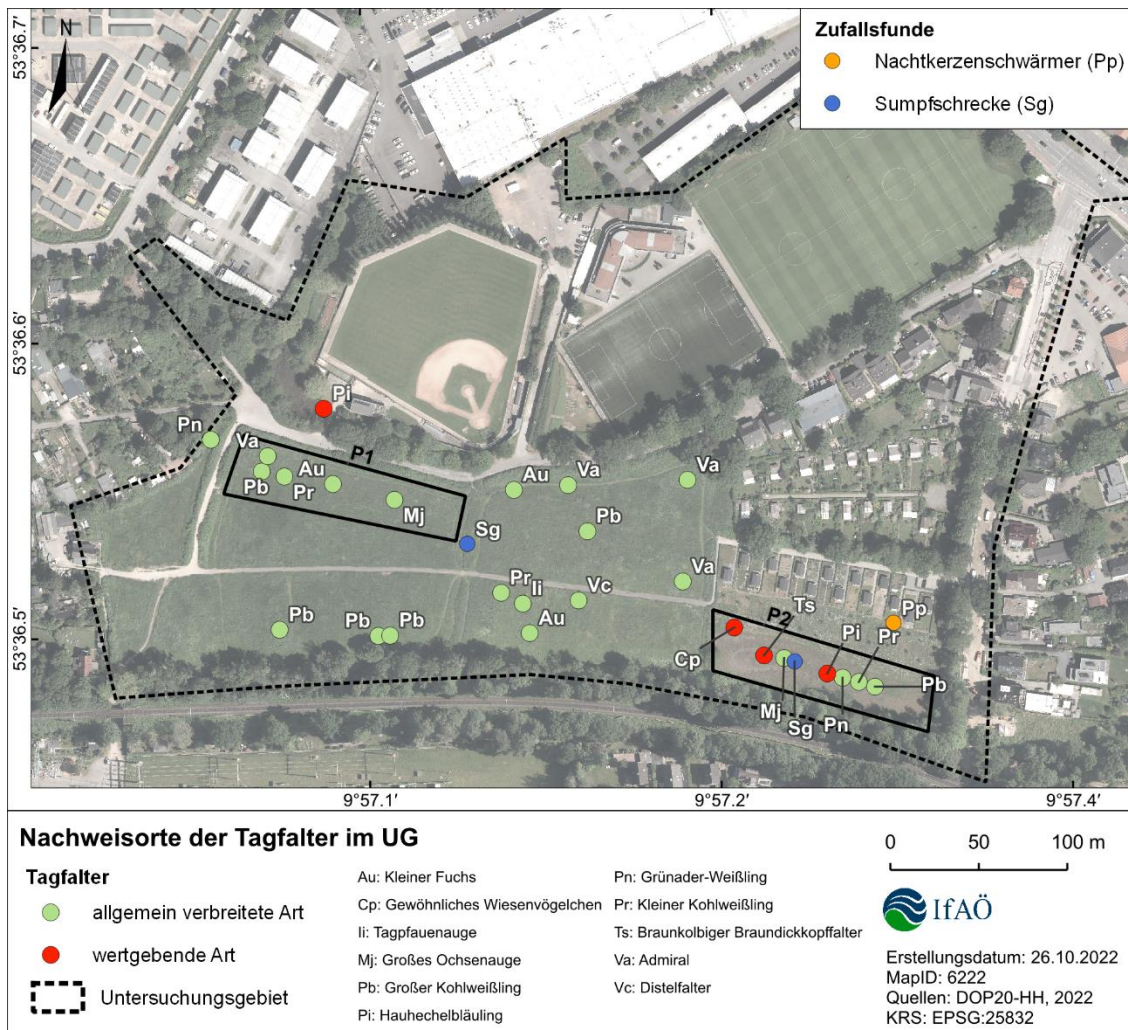 53°36.7'
N
Zufallsfunde
Nachtkerzenschwärmer (Pp)
Sumpfschrecke (Sg)
53°36.6'
Pi
Pn
Va
P1
Au
Pb
Pr
Mj
Au
Va
Va
Sg
Pb
Va
Pr
Ii
Vc
Au
Pb
Pb
Pb
53°36.5'
Ts
P2
Pp
Pi
Pr
Cp
Pb
Mj
Sg
Pn
9°57.1'
9°57.2'
9°57.4'
Nachweisorte der Tagfalter im UG
Tagfalter
allgemein verbreitete Art
wertgebende Art
Untersuchungsgebiet
Au: Kleiner Fuchs
Cp: Gewöhnliches Wiesenvögelchen
Ii: Tagpfauenauge
Mj: Großes Ochsenauge
Pb: Großer Kohlweißling
Pi: Hauhechelbläuling
Pn: Grünader-Weißling
Pr: Kleiner Kohlweißling
Ts: Braunkolbiger Braundickkopffalter
Va: Admiral
Vc: Distelfalter
0 50 100 m
IfAÖ
Erstellungsdatum: 26.10.2022
MapID: 6222
Quellen: DOP20-HH, 2022
KRS: EPSG:25832